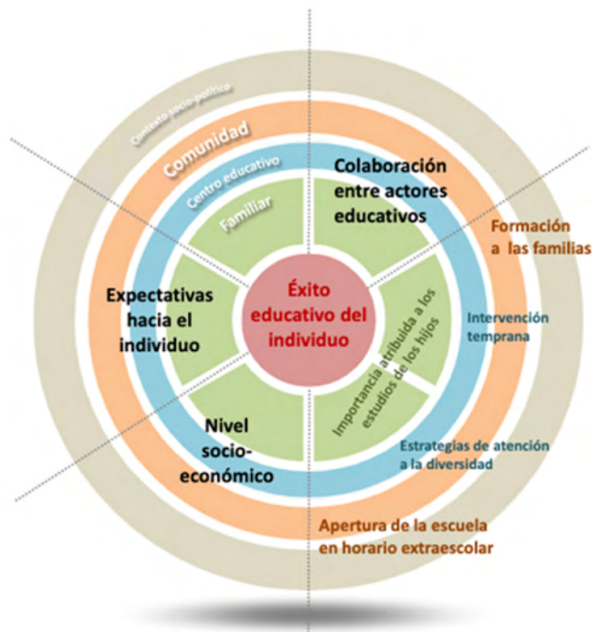 Contexto socio-político
Comunidad
Centro educativo
Familiar
Colaboración
entre actores
educativos
Formación
a las familias
Expectativas
hacia el
individuo
Éxito
educativo del
individuo
Importancia atribuida a los
estudios de los hijos
Intervención
temprana
Nivel
socio-
económico
Estrategias de atención
a la diversidad
Apertura de la escuela
en horario extraescolar